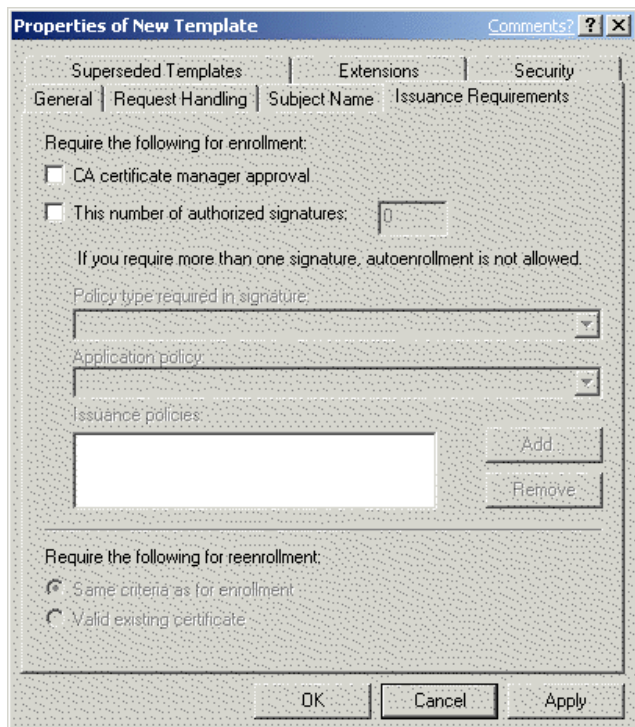 Properties of New Template Comments? ? X
Superseded Templates Extensions Security
General Request Handling Subject Name Issuance Requirements
Require the following for enrollment:
CA certificate manager approval
This number of authorized signatures: 0
If you require more than one signature, autoenrollment is not allowed.
Policy type required in signature:
Application policy:
Issuance policies:
Add...
Remove
Require the following for reenrollment:
Same criteria as for enrollment
Valid existing certificate
OK Cancel Apply